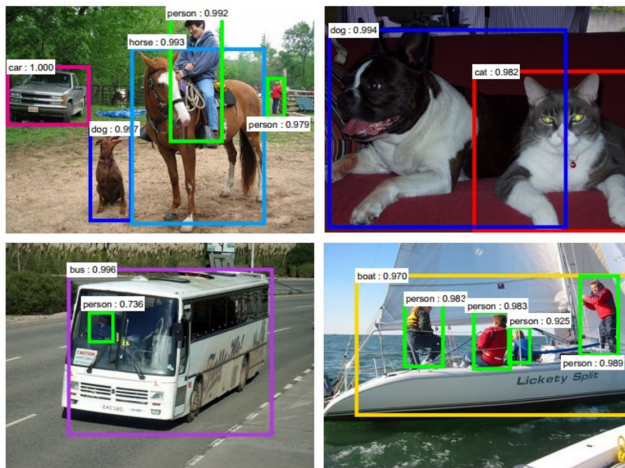 person : 0.992
horse : 0.993
car : 1.000
dog : 0.997
person : 0.979
dog : 0.994
cat : 0.982
bus : 0.996
person : 0.736
CAUTION
L
boat : 0.970
person : 0.983
person : 0.983
person : 0.925
person : 0.989
Lickety Split